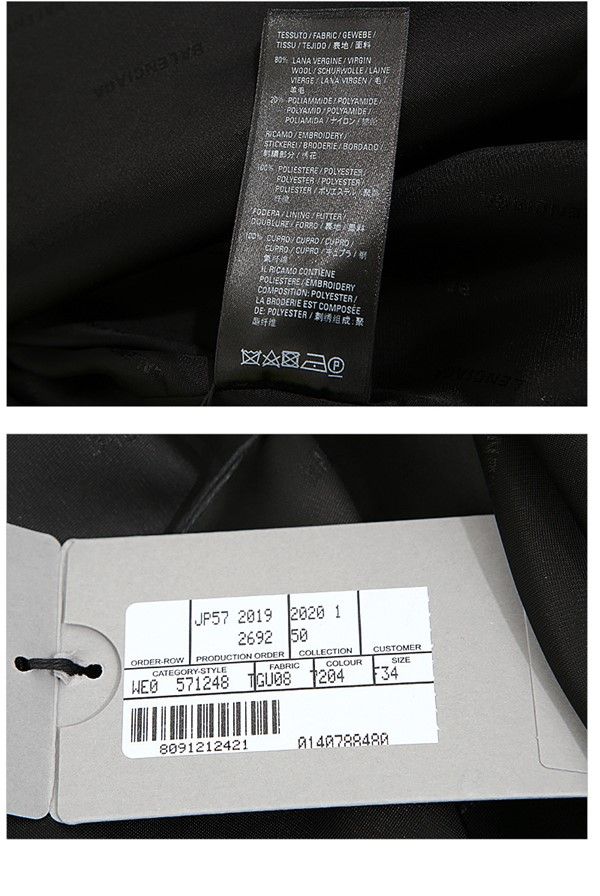 TESSUTO / FABRIC / GEWEBE /
TISSU / TEJIDO / 表地 / 面料
80% LANA VERGINE / VIRGIN
WOOL / SCHURWOLLE / LAINE
VIERGE / LANA VIRGEN / 毛 /
羊毛
20% POLIAMMIDE / POLYAMIDE /
POLYAMID / POLYAMIDE /
POLIAMIDA / ナイロン / 锦纶
RICAMO / EMBROIDERY /
STICKEREI / BRODERIE / BORDADO /
刺繍部分 / 绣花
100% POLIESTERE / POLYESTER /
POLYESTER / POLYESTER /
POLIESTER / ポリエステル / 聚酯
纤维
FODERA / LINING / FUTTER /
DOUBLURE / FORRO / 裏地 / 里料
100% CUPRO / CUPRO / CUPRO /
CUPRO / CUPRO / キュプラ / 铜
氨纤维
IL RICAMO CONTIENE
POLIESTERE / EMBROIDERY
COMPOSITION: POLYESTER /
LA BRODERIE EST COMPOSÉE
DE: POLYESTER / 刺绣组成: 聚
酯纤维
P
BALENCIAGA
LENCIAG
JP57 2019 2020 1
2692 50
ORDER-ROW PRODUCTION ORDER COLLECTION CUSTOMER
CATEGORY-STYLE FABRIC COLOUR SIZE
WE0 571248 TGU08 7204 F34
8091212421 0140788480